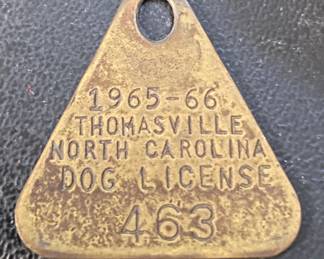 1965-66
THOMASVILLE
NORTH CAROLINA
DOG LICENSE
463